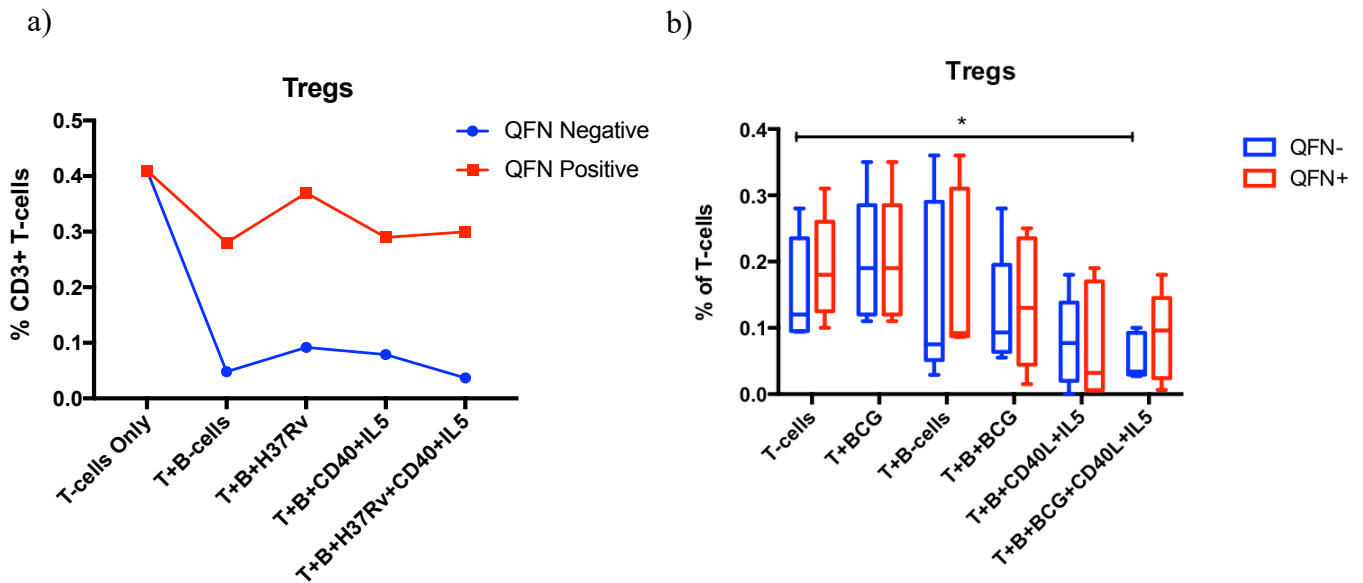 a)
Tregs
QFN Negative
QFN Positive
% CD3+ T-cells
0.5
0.4
0.3
0.2
0.1
0.0
T-cells Only
T+B-cells
T+B+H37Rv
T+B+CD40+IL5
T+B+H37Rv+CD40+IL5
b)
Tregs
*
QFN-
QFN+
% of T-cells
0.4
0.3
0.2
0.1
0.0
T-cells
T+BCG
T+B-cells
T+B+BCG
T+B+CD40L+IL5
T+B+BCG+CD40L+IL5